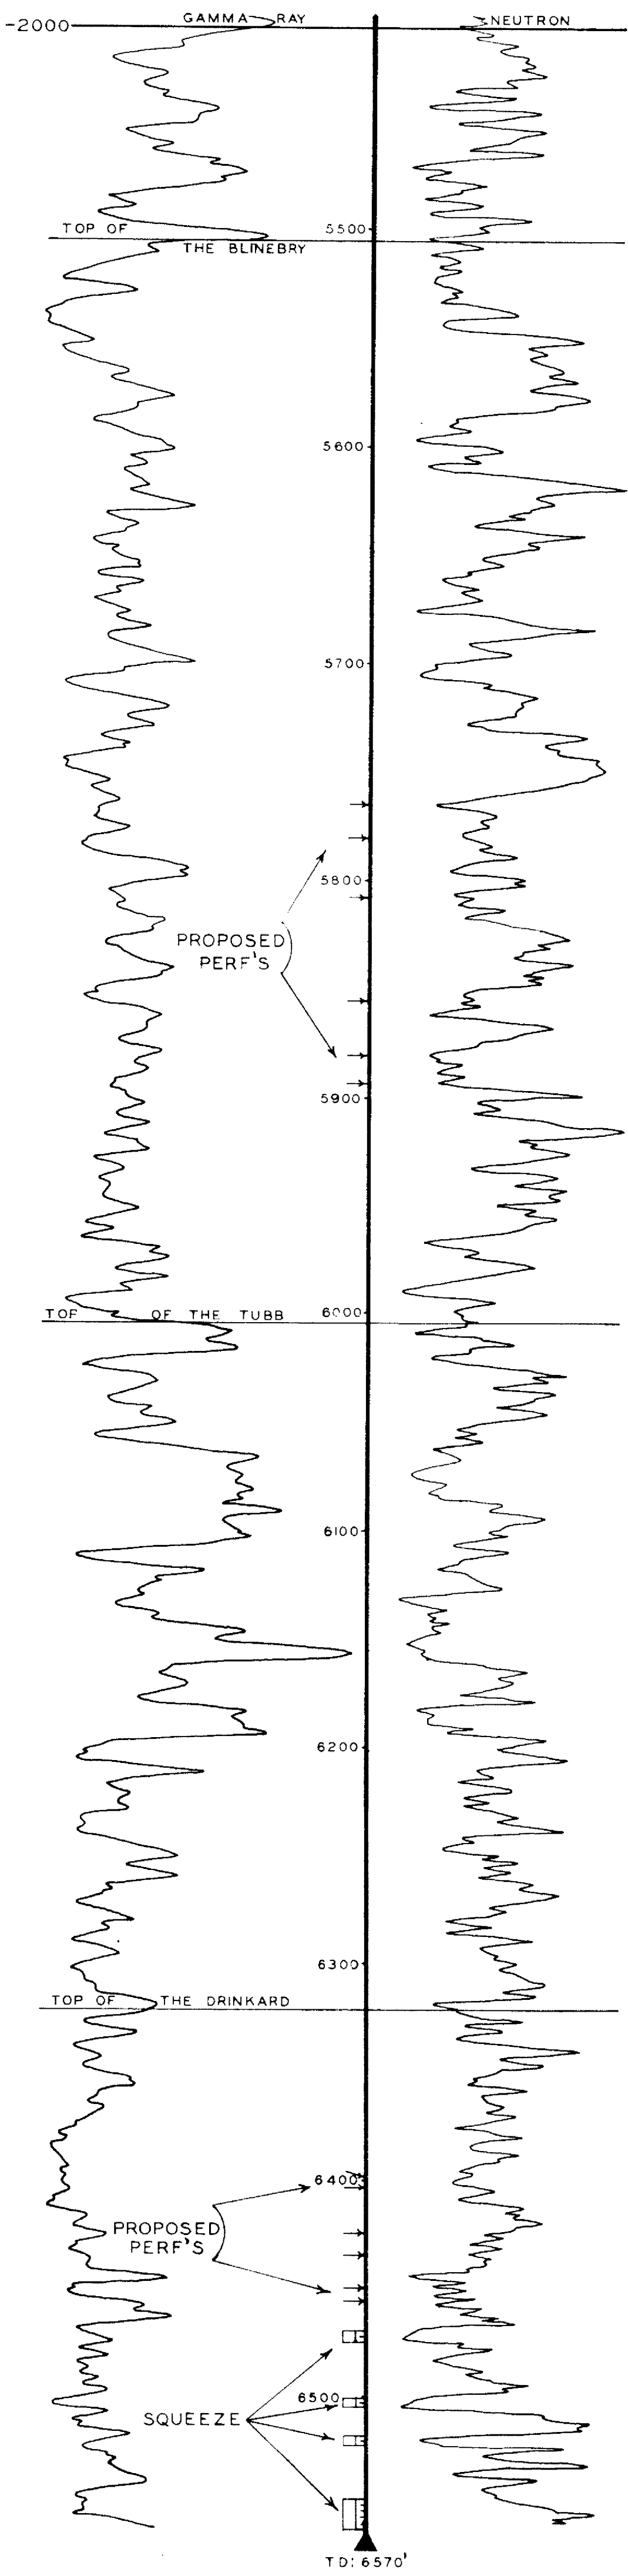 -2000 GAMMA RAY NEUTRON
5500
TOP OF THE BLINEBRY
5600
5700
5800
PROPOSED
PERF'S
5900
6000
TOF OF THE TUBB
6100
6200
6300
TOP OF THE DRINKARD
6400
PROPOSED
PERF'S
6500
SQUEEZE
TD: 6570'